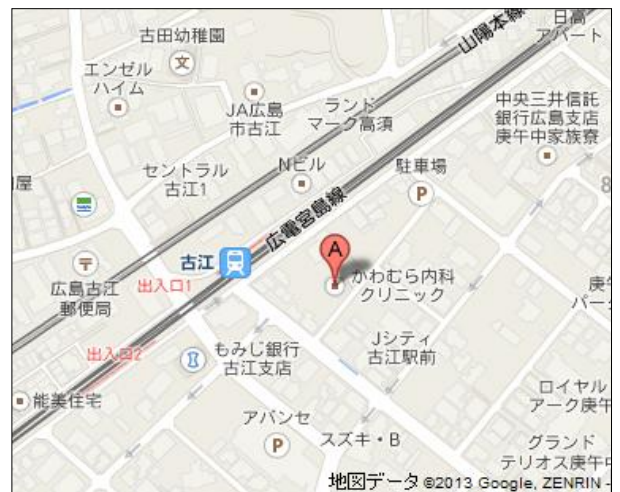 日高
アパート
古田幼稚園
文
山陽本線
エンゼル
ハイム
JA広島
市古江
ランド
マーク高須
中央三井信託
銀行広島支店
庚午中家族寮
セントラル
古江1
Nビル
駐車場
P
屋
8
広電宮島線
A
古江
かわむら内科
クリニック
〒
広島古江
郵便局
出入口1
庚午
パー
もみじ銀行
古江支店
Jシティ
古江駅前
出入口2
能美住宅
ロイヤル
アーク庚午
アバンセ
P
スズキ・B
グランド
テリオス庚午中
地図データ ©2013 Google, ZENRIN -